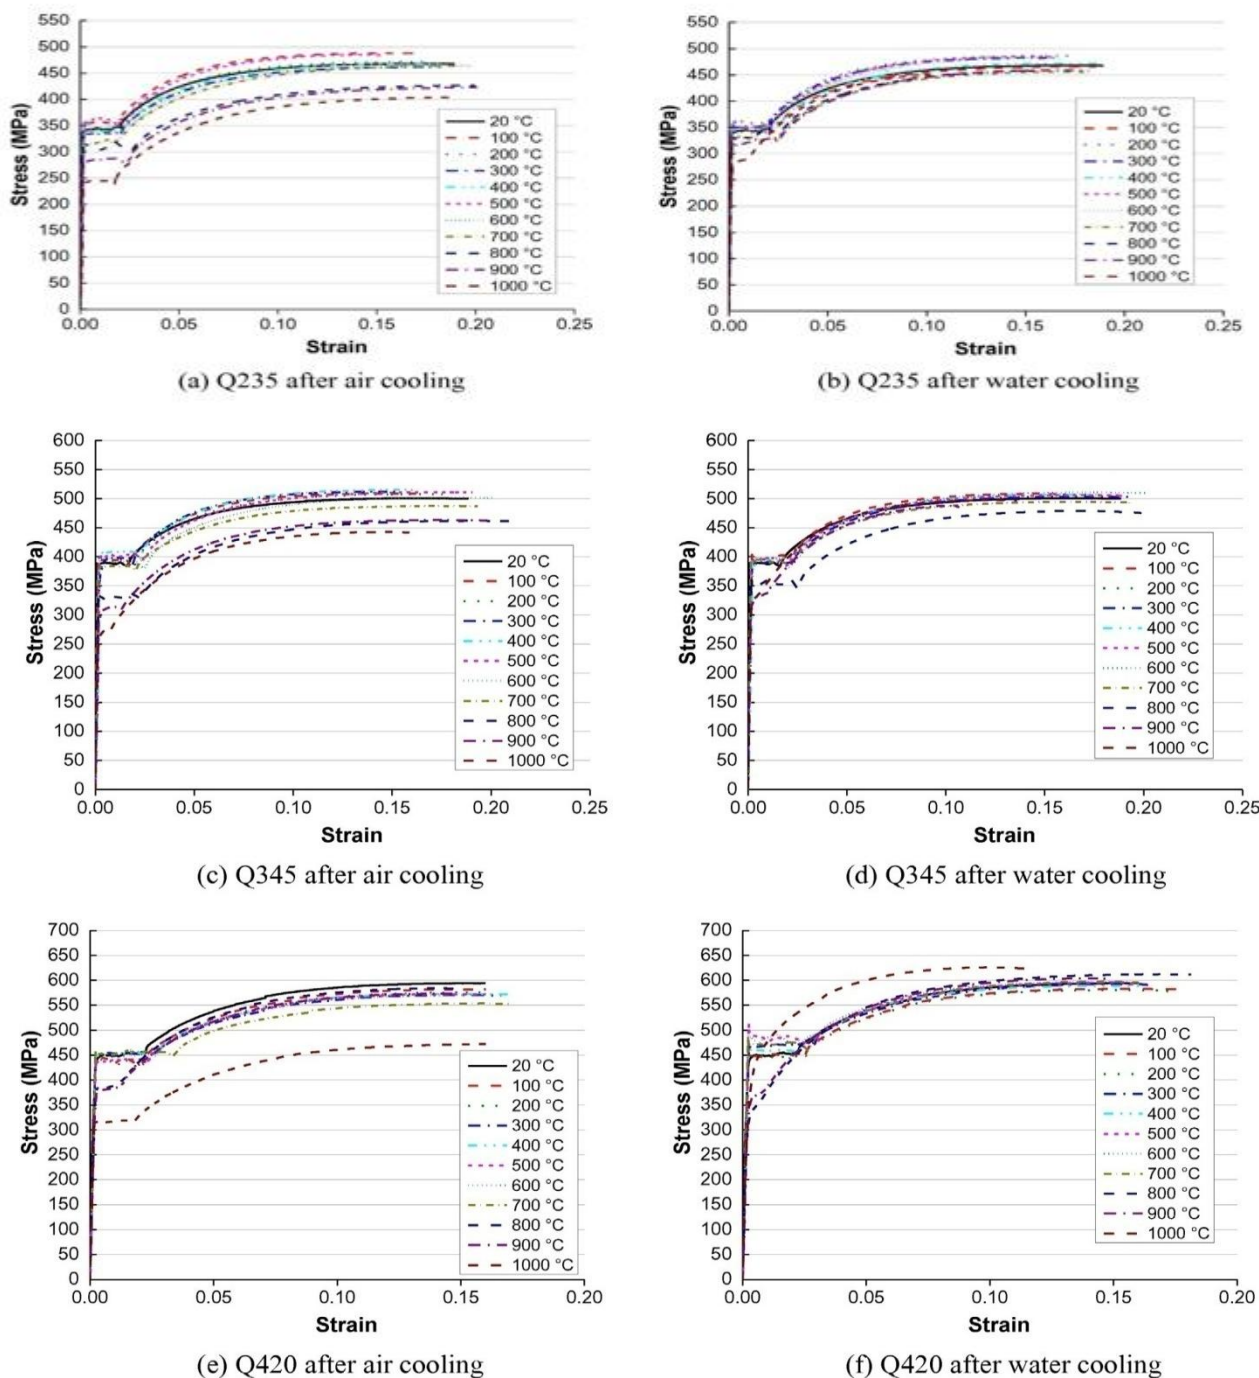 550
500
450
400
350
300
250
200
150
100
50
0
Stress (MPa)
20 °C
100 °C
200 °C
300 °C
400 °C
500 °C
600 °C
700 °C
800 °C
900 °C
1000 °C
0.00 0.05 0.10 0.15 0.20 0.25
Strain
(a) Q235 after air cooling
550
500
450
400
350
300
250
200
150
100
50
0
Stress (MPa)
20 °C
100 °C
200 °C
300 °C
400 °C
500 °C
600 °C
700 °C
800 °C
900 °C
1000 °C
0.00 0.05 0.10 0.15 0.20 0.25
Strain
(b) Q235 after water cooling
600
550
500
450
400
350
300
250
200
150
100
50
0
Stress (MPa)
20 °C
100 °C
200 °C
300 °C
400 °C
500 °C
600 °C
700 °C
800 °C
900 °C
1000 °C
0.00 0.05 0.10 0.15 0.20 0.25
Strain
(c) Q345 after air cooling
600
550
500
450
400
350
300
250
200
150
100
50
0
Stress (MPa)
20 °C
100 °C
200 °C
300 °C
400 °C
500 °C
600 °C
700 °C
800 °C
900 °C
1000 °C
0.00 0.05 0.10 0.15 0.20 0.25
Strain
(d) Q345 after water cooling
700
650
600
550
500
450
400
350
300
250
200
150
100
50
0
Stress (MPa)
20 °C
100 °C
200 °C
300 °C
400 °C
500 °C
600 °C
700 °C
800 °C
900 °C
1000 °C
0.00 0.05 0.10 0.15 0.20
Strain
(e) Q420 after air cooling
700
650
600
550
500
450
400
350
300
250
200
150
100
50
0
Stress (MPa)
20 °C
100 °C
200 °C
300 °C
400 °C
500 °C
600 °C
700 °C
800 °C
900 °C
1000 °C
0.00 0.05 0.10 0.15 0.20
Strain
(f) Q420 after water cooling